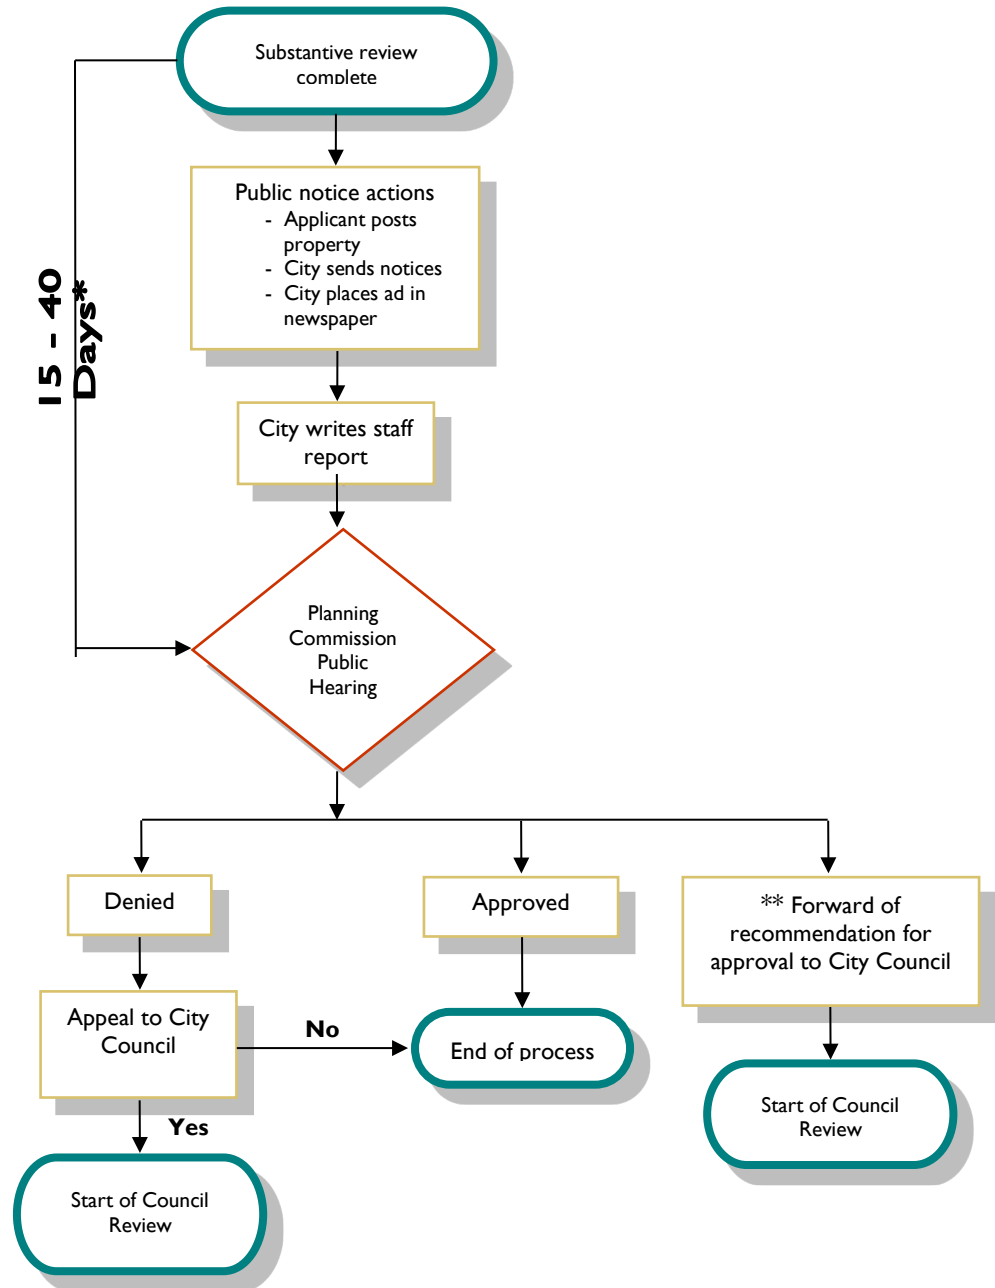 Substantive review
complete
Public notice actions
- Applicant posts
property
- City sends notices
- City places ad in
newspaper
15 - 40
Days*
City writes staff
report
Planning
Commission
Public
Hearing
Denied
Approved
** Forward of
recommendation for
approval to City Council
Appeal to City
Council
No
End of process
Yes
Start of Council
Review
Start of Council
Review